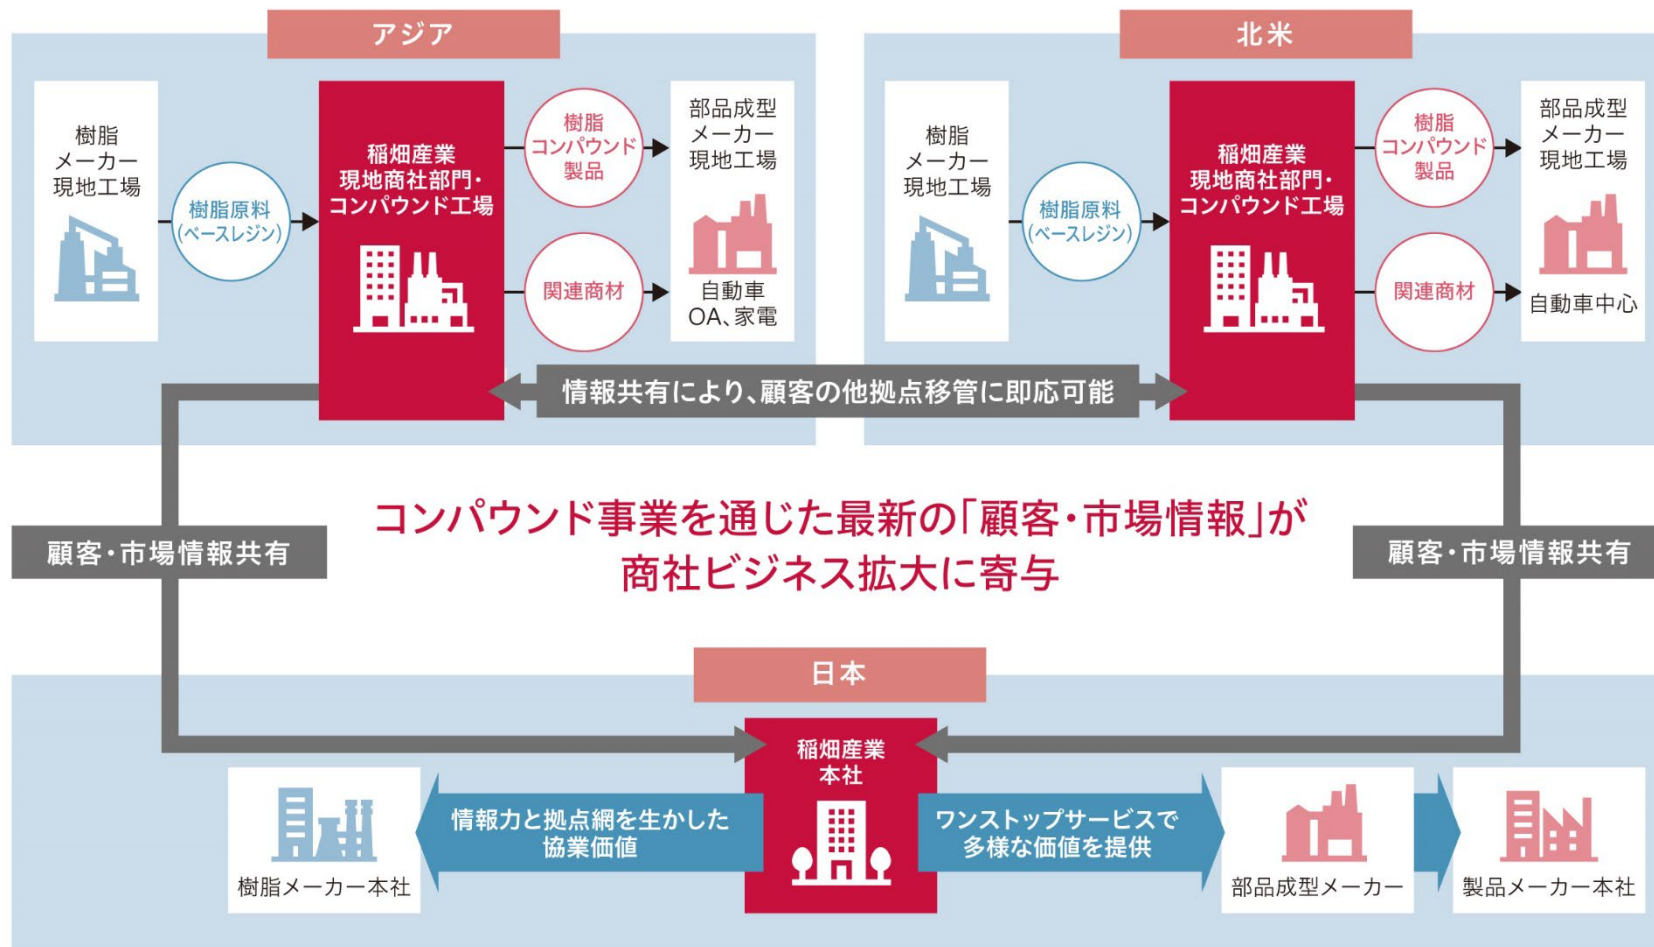 アジア
樹脂
メーカー
現地工場
樹脂原料
(ベースレジン)
稲畑産業
現地商社部門・
コンパウンド工場
樹脂
コンパウンド
製品
関連商材
部品成型
メーカー
現地工場
自動車
OA、家電
北米
樹脂
メーカー
現地工場
樹脂原料
(ベースレジン)
稲畑産業
現地商社部門・
コンパウンド工場
樹脂
コンパウンド
製品
関連商材
部品成型
メーカー
現地工場
自動車中心
情報共有により、顧客の他拠点移管に即応可能
顧客・市場情報共有
コンパウンド事業を通じた最新の「顧客・市場情報」が
商社ビジネス拡大に寄与
顧客・市場情報共有
日本
稲畑産業
本社
情報力と拠点網を生かした
協業価値
樹脂メーカー本社
ワンストップサービスで
多様な価値を提供
部品成型メーカー
製品メーカー本社